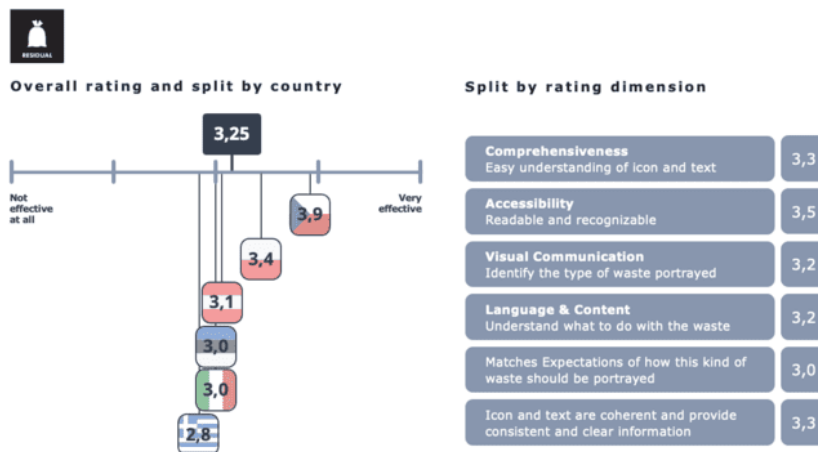 RESIDUAL
Overall rating and split by country
3,25
Not
effective
at all
Very
effective
3,9
3,4
3,1
3,0
3,0
2,8
Split by rating dimension
Comprehensiveness
Easy understanding of icon and text
3,3
Accessibility
Readable and recognizable
3,5
Visual Communication
Identify the type of waste portrayed
3,2
Language & Content
Understand what to do with the waste
3,2
Matches Expectations of how this kind of
waste should be portrayed
3,0
Icon and text are coherent and provide
consistent and clear information
3,3